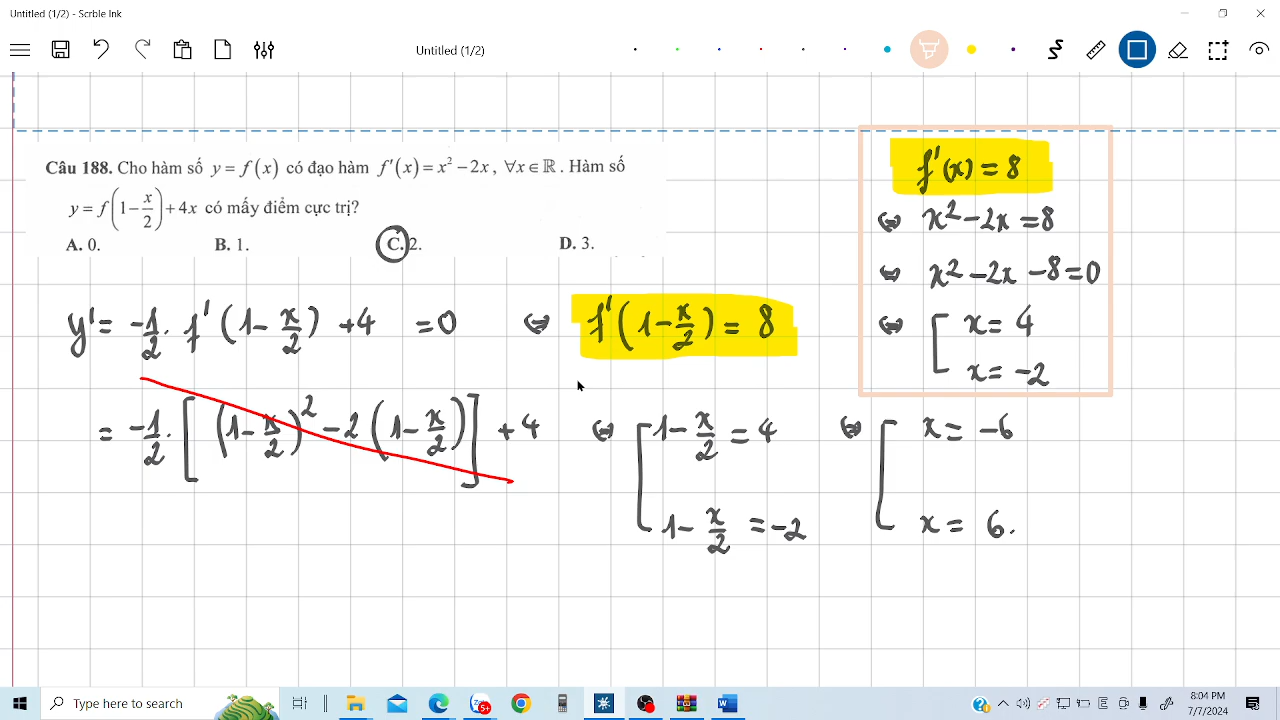 Untitled (1/2) - Scrble Ink
Untitled (1/2)
Câu 188. Cho hàm số y = f(x) có đạo hàm f'(x) = x² − 2x, ∀x ∈ ℝ. Hàm số
y = f(1 − x/2) + 4x có mấy điểm cực trị?
A. 0. B. 1. C. 2. D. 3.
y' = -1/2 . f'(1 - x/2) + 4 = 0 ⇔ f'(1 - x/2) = 8
= -1/2 . [(1 - x/2)² - 2(1 - x/2)] + 4 ⇔ [ 1 - x/2 = 4 ⇔ [ x = -6
1 - x/2 = -2 x = 6.
f'(x) = 8
⇔ x² - 2x = 8
⇔ x² - 2x - 8 = 0
⇔ [ x = 4
x = -2
Type here to search
5+
8:04 PM
7/7/2024